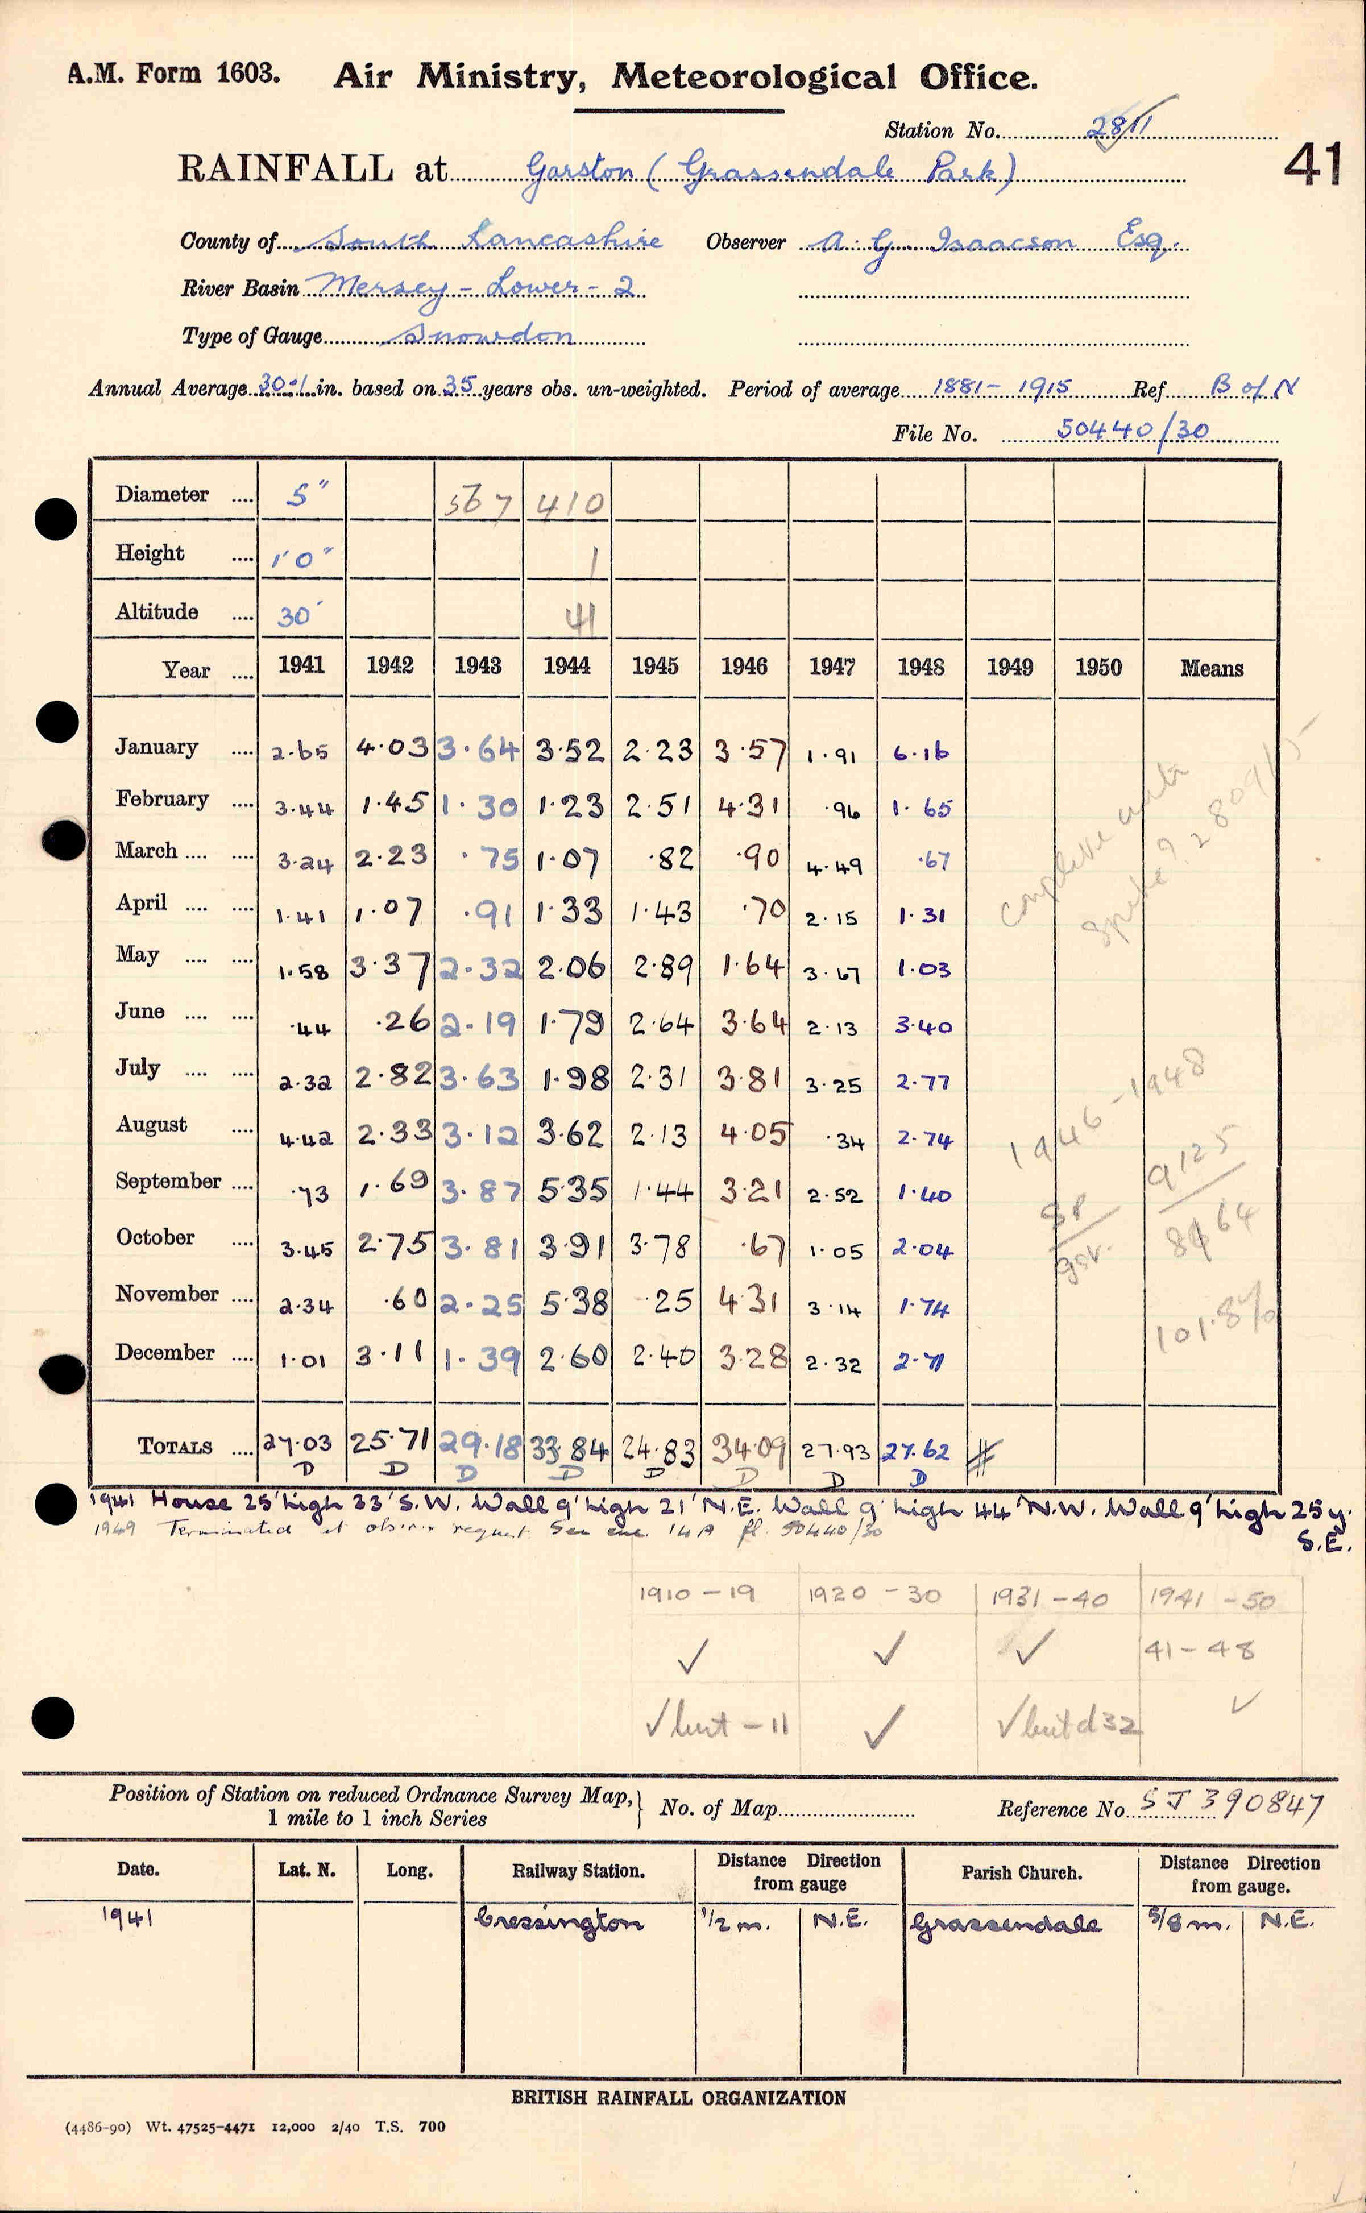 A.M. Form 1603. Air Ministry, Meteorological Office.
Station No. 2811
41
RAINFALL at Garston (Grassendale Park)
County of South Lancashire Observer A. G. Isaacson Esq.
River Basin Mersey - Lower - 2
Type of Gauge Snowdon
Annual Average 30.1 in. based on 35 years obs. un-weighted. Period of average 1881 - 1915 Ref B of N
File No. 50440/30
Diameter .... 5" 567 410
Height .... 1'0" 1
Altitude .... 30' 41
Year .... 1941 1942 1943 1944 1945 1946 1947 1948 1949 1950 Means
January .... 2.65 4.03 3.64 3.52 2.23 3.57 1.91 6.16
February .... 3.44 1.45 1.30 1.23 2.51 4.31 .96 1.65
March .... .... 3.24 2.23 .75 1.07 .82 .90 4.49 .67
April .... .... 1.41 1.07 .91 1.33 1.43 .70 2.15 1.31
May .... .... 1.58 3.37 2.32 2.06 2.89 1.64 3.67 1.03
June .... .... .44 .26 2.19 1.79 2.64 3.64 2.13 3.40
July .... .... 2.32 2.82 3.63 1.98 2.31 3.81 3.25 2.77
August .... 4.42 2.33 3.12 3.62 2.13 4.05 .34 2.74
September .... .73 1.69 3.87 5.35 1.44 3.21 2.52 1.40
October .... 3.45 2.75 3.81 3.91 3.78 .67 1.05 2.04
November .... 2.34 .60 2.25 5.38 .25 4.31 3.14 1.74
December .... 1.01 3.11 1.39 2.60 2.40 3.28 2.32 2.71
TOTALS .... 27.03 25.71 29.18 33.84 24.83 34.09 27.93 27.62
D D D D D D D D
complete with
Speke ? 2809/15
1946-1948
9125
8464
101.8%
1941 House 25' high 33' S.W. Wall 9' high 21' N.E. Wall 9' high 44' N.W. Wall 9' high 25y. S.E.
1949 Terminated at obs request. See enc. 14A fl. 50440/30
1910-19 1920-30 1931-40 1941-50
✓ ✓ ✓ 41-48
✓ but -11 ✓ ✓ but d 32 ✓
Position of Station on reduced Ordnance Survey Map, 1 mile to 1 inch Series } No. of Map Reference No. SJ 390847
Date. Lat. N. Long. Railway Station. Distance Direction from gauge Parish Church. Distance Direction from gauge.
1941 Cressington 1/2 m. N.E. Grassendale 5/8 m. N.E.
BRITISH RAINFALL ORGANIZATION
(4486-90) Wt. 47525-4471 12,000 2/40 T.S. 700